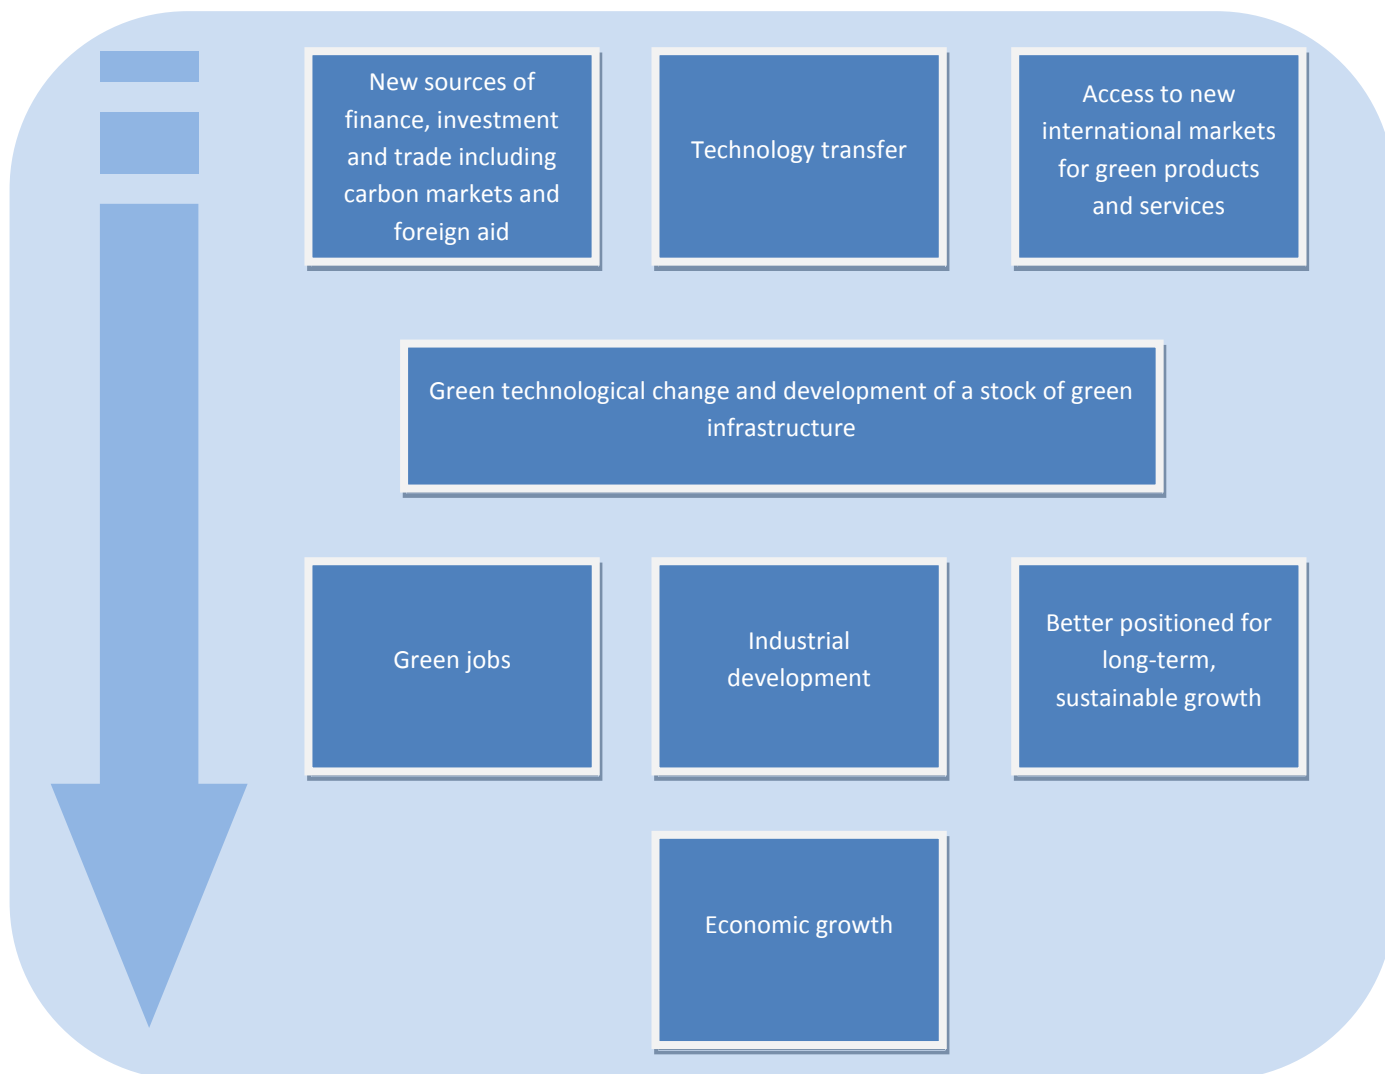 New sources of
finance, investment
and trade including
carbon markets and
foreign aid
Technology transfer
Access to new
international markets
for green products
and services
Green technological change and development of a stock of green
infrastructure
Green jobs
Industrial
development
Better positioned for
long-term,
sustainable growth
Economic growth